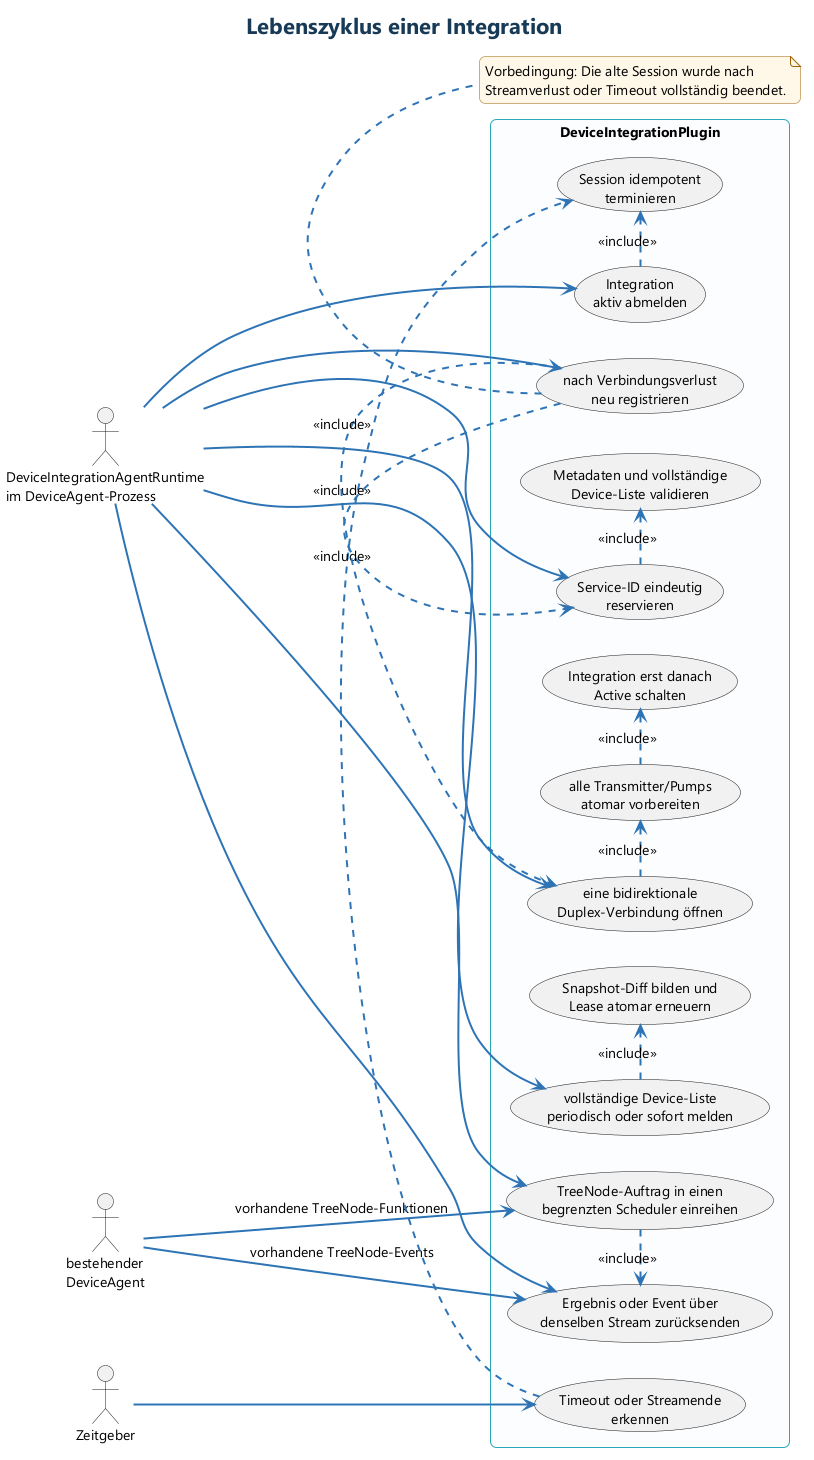 Lebenszyklus einer Integration
Vorbedingung: Die alte Session wurde nach
Streamverlust oder Timeout vollständig beendet.
DeviceIntegrationPlugin
Session idempotent
terminieren
«include»
Integration
aktiv abmelden
nach Verbindungsverlust
neu registrieren
«include»
Metadaten und vollständige
Device-Liste validieren
DeviceIntegrationAgentRuntime
im DeviceAgent-Prozess
«include»
«include»
«include»
Service-ID eindeutig
reservieren
Integration erst danach
Active schalten
«include»
alle Transmitter/Pumps
atomar vorbereiten
«include»
eine bidirektionale
Duplex-Verbindung öffnen
Snapshot-Diff bilden und
Lease atomar erneuern
«include»
vollständige Device-Liste
periodisch oder sofort melden
TreeNode-Auftrag in einen
begrenzten Scheduler einreihen
vorhandene TreeNode-Funktionen
vorhandene TreeNode-Events
«include»
bestehender
DeviceAgent
Ergebnis oder Event über
denselben Stream zurücksenden
Timeout oder Streamende
erkennen
Zeitgeber